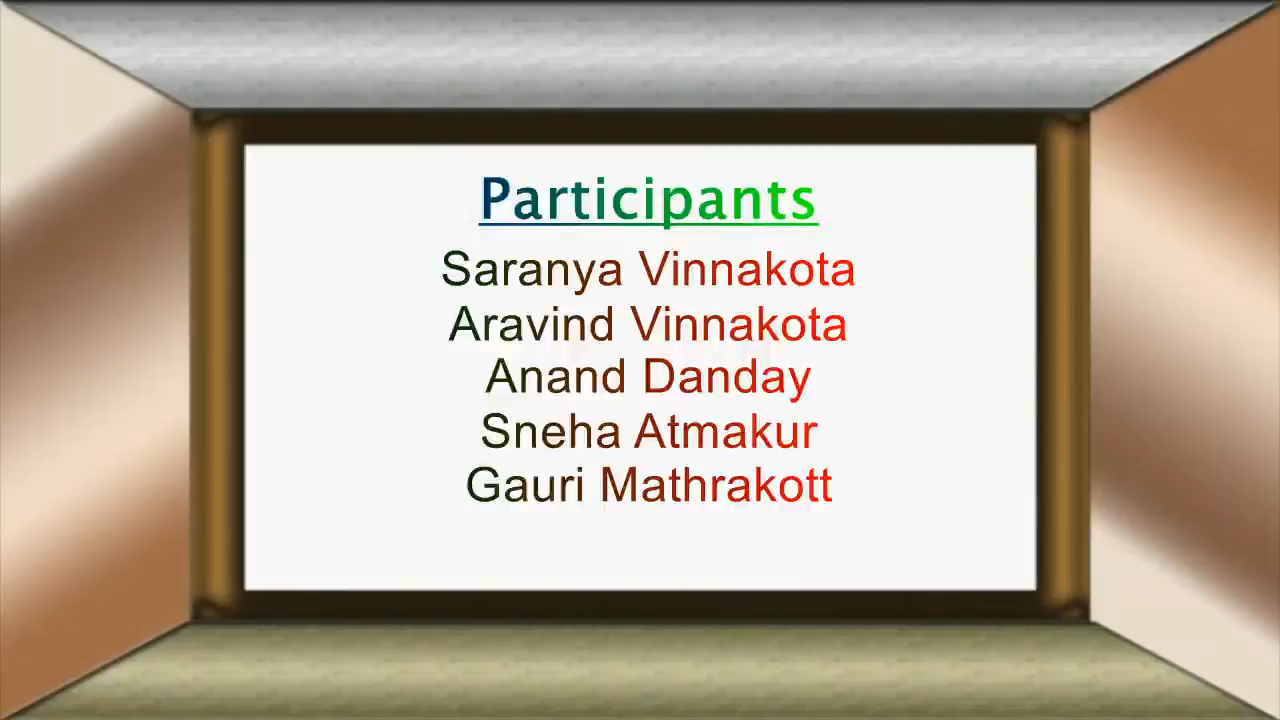 Participants
Saranya Vinnakota
Aravind Vinnakota
Anand Danday
Sneha Atmakur
Gauri Mathrakott